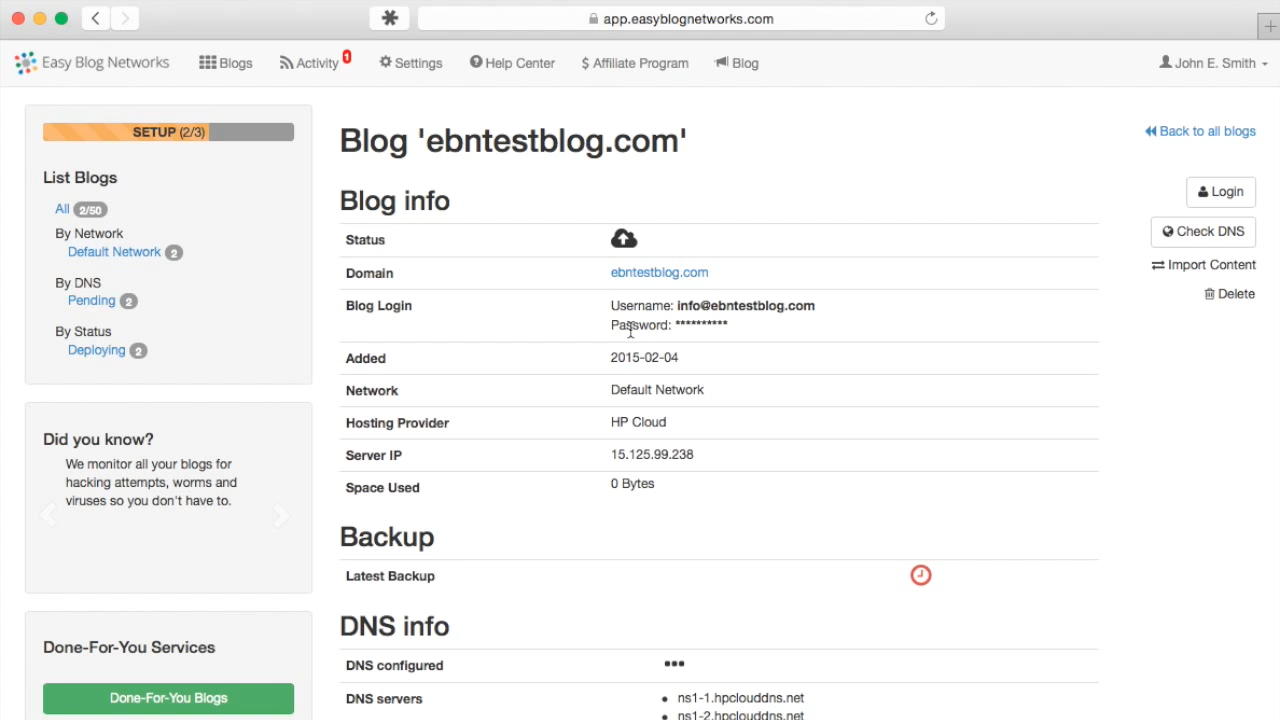 app.easyblognetworks.com
Easy Blog Networks
Blogs
Activity 1
Settings
Help Center
$ Affiliate Program
Blog
John E. Smith
SETUP (2/3)
List Blogs
All 2/50
By Network
Default Network 2
By DNS
Pending 2
By Status
Deploying 2
Did you know?
We monitor all your blogs for
hacking attempts, worms and
viruses so you don't have to.
Done-For-You Services
Done-For-You Blogs
Blog 'ebntestblog.com'
Blog info
Status
Domain ebntestblog.com
Blog Login Username: info@ebntestblog.com
Password: **********
Added 2015-02-04
Network Default Network
Hosting Provider HP Cloud
Server IP 15.125.99.238
Space Used 0 Bytes
Backup
Latest Backup
DNS info
DNS configured •••
DNS servers • ns1-1.hpclouddns.net
• ns1-2.hpclouddns.net
Back to all blogs
Login
Check DNS
Import Content
Delete